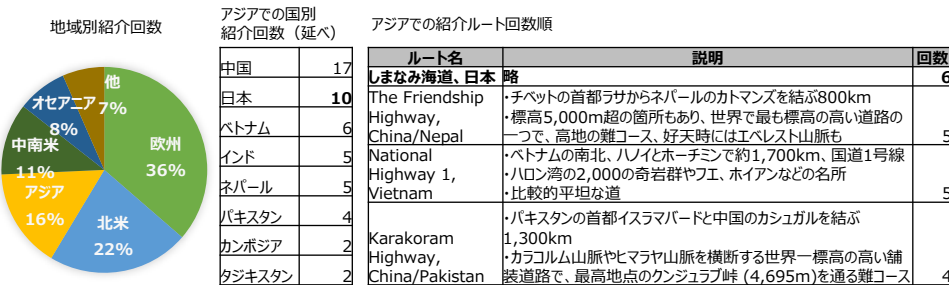 地域別紹介回数
他
7%
オセアニア
8%
中南米
11%
アジア
16%
北米
22%
欧州
36%
アジアでの国別
紹介回数（延べ）
中国 17
日本 10
ベトナム 6
インド 5
ネパール 5
パキスタン 4
カンボジア 2
タジキスタン 2
アジアでの紹介ルート回数順
ルート名 説明 回数
しまなみ海道、日本 略 6
The Friendship
Highway,
China/Nepal
・チベットの首都ラサからネパールのカトマンズを結ぶ800km
・標高5,000m超の箇所もあり、世界で最も標高の高い道路の
一つで、高地の難コース、好天時にはエベレスト山脈も
5
National
Highway 1,
Vietnam
・ベトナムの南北、ハノイとホーチミンで約1,700km、国道1号線
・ハロン湾の2,000の奇岩群やフエ、ホイアンなどの名所
・比較的平坦な道
5
Karakoram
Highway,
China/Pakistan
・パキスタンの首都イスラマバードと中国のカシュガルを結ぶ
1,300km
・カラコルム山脈やヒマラヤ山脈を横断する世界一標高の高い舗
装道路で、最高地点のクンジュラブ峠 (4,695m)を通る難コース
4